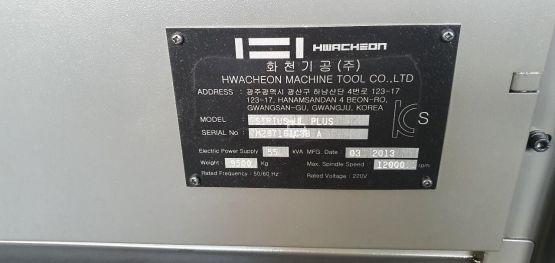 HWACHEON
화 천 기 공 (주)
HWACHEON MACHINE TOOL CO.,LTD
ADDRESS : 광주광역시 광산구 하남산단 4번로 123-17
123-17, HANAMSANDAN 4 BEON-RO,
GWANGSAN-GU, GWANGJU, KOREA
MODEL : SIRIUS-UL PLUS
SERIAL No : A
Electric Power Supply : 55 KVA MFG. Date : 03 2013
Weight : 9500 Kg Max. Spindle Speed : 12000 rpm
Rated Frequency : 50/60 Hz Rated Voltage : 220V
S